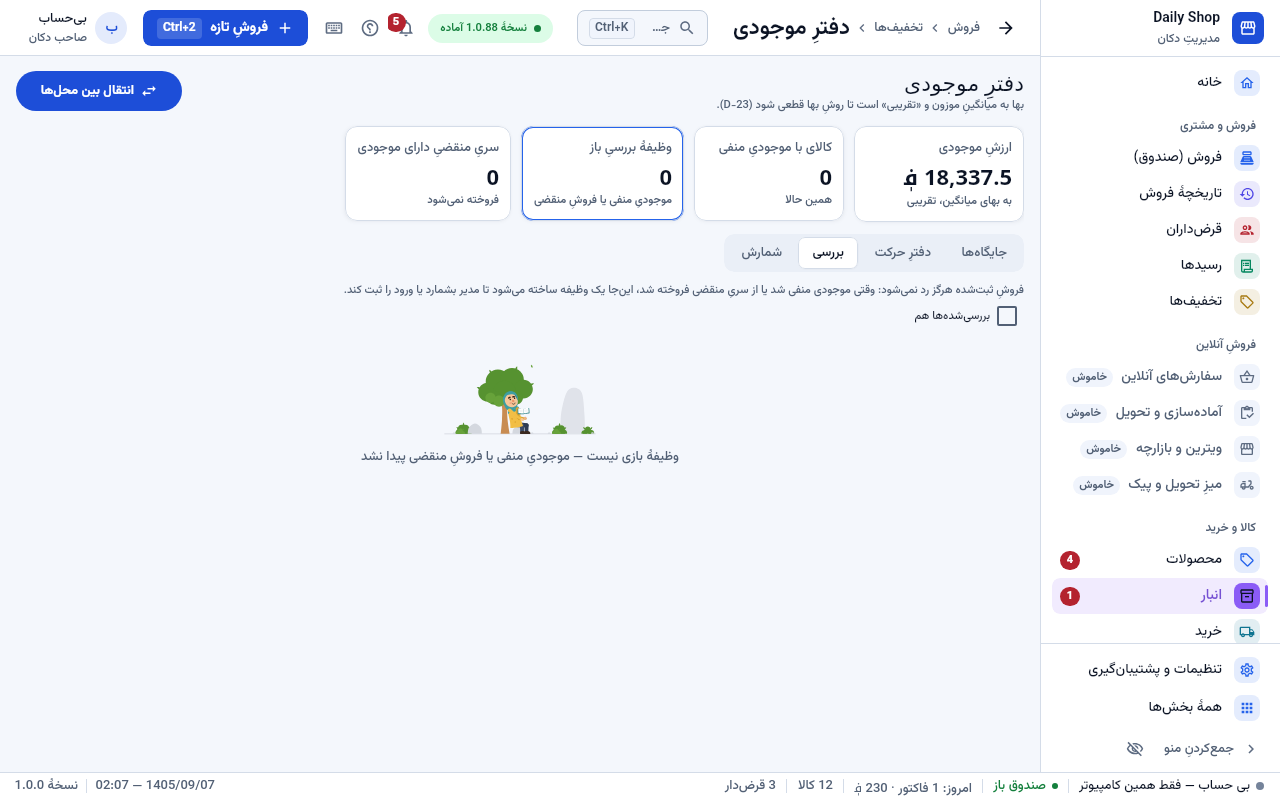 Daily Shop
مدیریتِ دکان
خانه
فروش و مشتری
فروش (صندوق)
تاریخچهٔ فروش
قرض‌داران
رسیدها
تخفیف‌ها
فروشِ آنلاین
سفارش‌های آنلاین خاموش
آماده‌سازی و تحویل خاموش
ویترین و بازارچه خاموش
میزِ تحویل و پیک خاموش
کالا و خرید
محصولات 4
انبار 1
خرید
تنظیمات و پشتیبان‌گیری
همهٔ بخش‌ها
جمع‌کردنِ منو
فروش › تخفیف‌ها › دفترِ موجودی
جـ... Ctrl+K
نسخهٔ 1.0.88 آماده
5
فروشِ تازه Ctrl+2
ب
بی‌حساب
صاحب دکان
دفترِ موجودی
بها به میانگینِ موزون و «تقریبی» است تا روشِ بها قطعی شود (D-23).
انتقال بین محل‌ها
ارزشِ موجودی
18,337.5 ؋
به بهای میانگین، تقریبی
کالای با موجودیِ منفی
0
همین حالا
وظیفهٔ بررسیِ باز
0
موجودیِ منفی یا فروشِ منقضی
سریِ منقضیِ دارای موجودی
0
فروخته نمی‌شود
جایگاه‌ها
دفترِ حرکت
بررسی
شمارش
فروشِ ثبت‌شده هرگز رد نمی‌شود: وقتی موجودی منفی شد یا از سریِ منقضی فروخته شد، این‌جا یک وظیفه ساخته می‌شود تا مدیر بشمارد یا ورود را ثبت کند.
بررسی‌شده‌ها هم
وظیفهٔ بازی نیست — موجودیِ منفی یا فروشِ منقضی پیدا نشد
بی حساب — فقط همین کامپیوتر
صندوق باز
امروز: 1 فاکتور · 230 ؋
12 کالا
3 قرض‌دار
1405/09/07 — 02:07
نسخهٔ 1.0.0